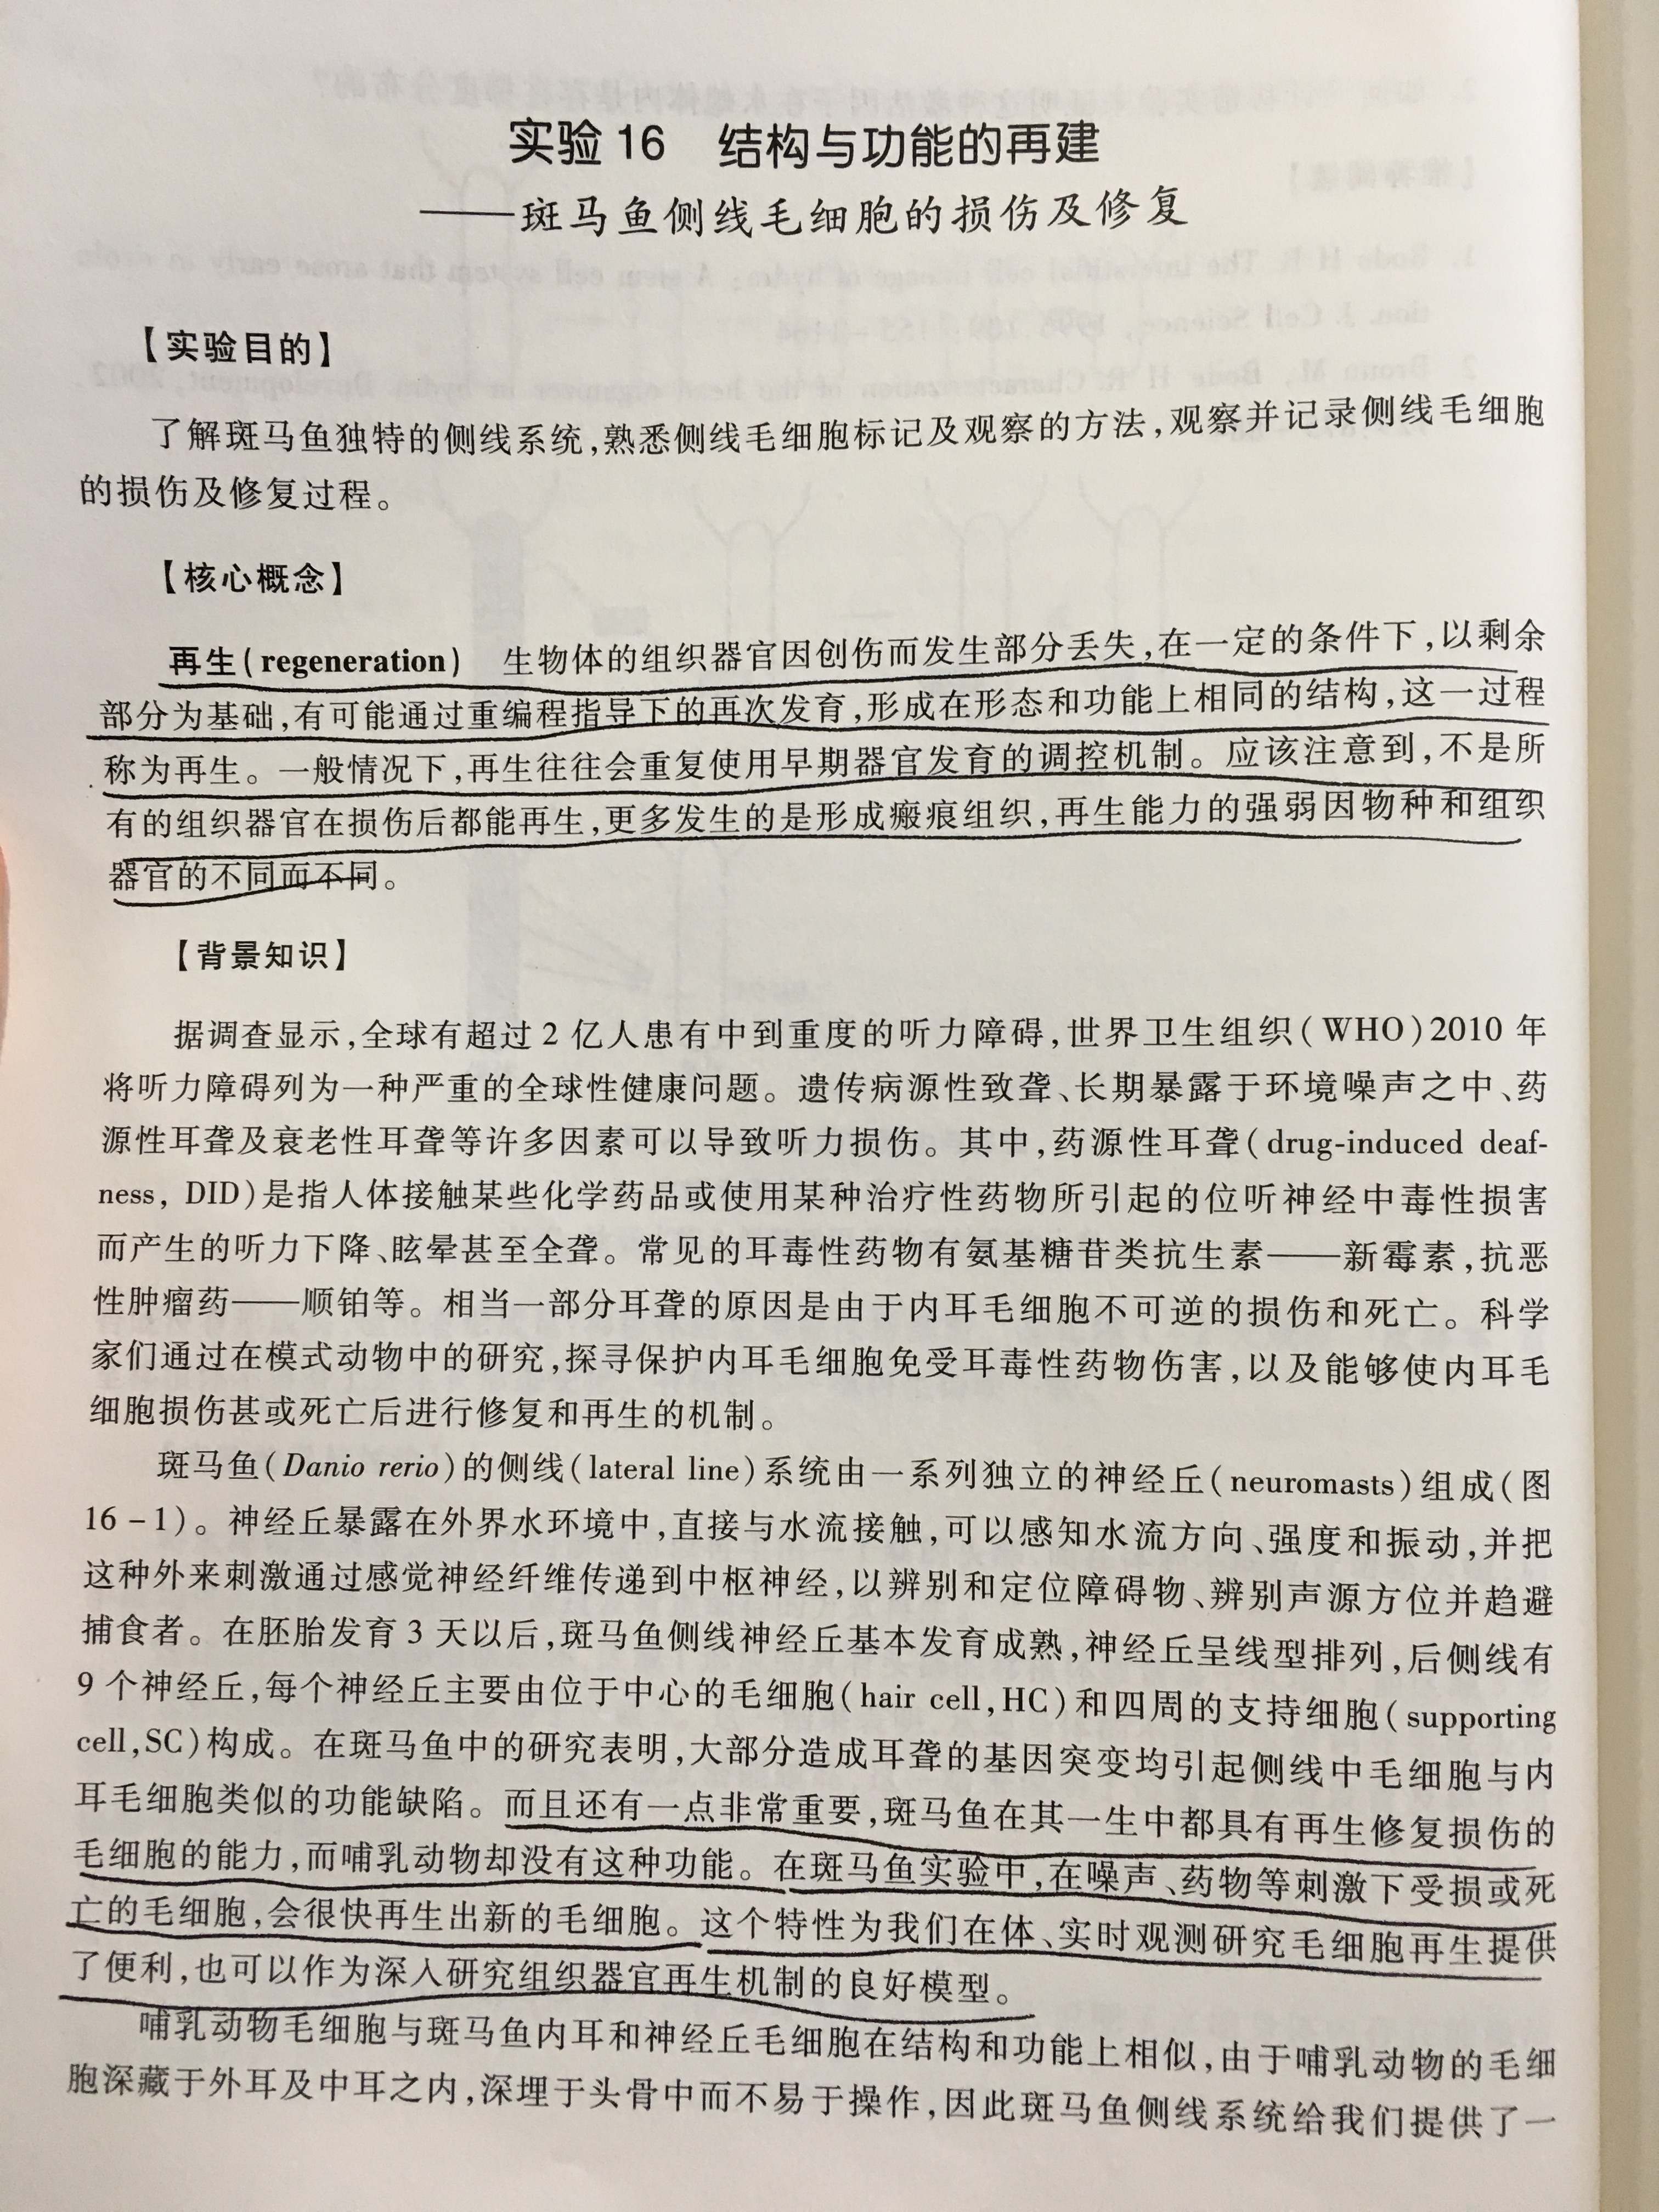 实验 16 结构与功能的再建
——斑马鱼侧线毛细胞的损伤及修复
【实验目的】
了解斑马鱼独特的侧线系统,熟悉侧线毛细胞标记及观察的方法,观察并记录侧线毛细胞
的损伤及修复过程。
【核心概念】
再生(regeneration) 生物体的组织器官因创伤而发生部分丢失,在一定的条件下,以剩余
部分为基础,有可能通过重编程指导下的再次发育,形成在形态和功能上相同的结构,这一过程
称为再生。一般情况下,再生往往会重复使用早期器官发育的调控机制。应该注意到,不是所
有的组织器官在损伤后都能再生,更多发生的是形成瘢痕组织,再生能力的强弱因物种和组织
器官的不同而不同。
【背景知识】
据调查显示,全球有超过 2 亿人患有中到重度的听力障碍,世界卫生组织(WHO)2010 年
将听力障碍列为一种严重的全球性健康问题。遗传病源性致聋、长期暴露于环境噪声之中、药
源性耳聋及衰老性耳聋等许多因素可以导致听力损伤。其中,药源性耳聋(drug-induced deaf-
ness, DID)是指人体接触某些化学药品或使用某种治疗性药物所引起的位听神经中毒性损害
而产生的听力下降、眩晕甚至全聋。常见的耳毒性药物有氨基糖苷类抗生素——新霉素,抗恶
性肿瘤药——顺铂等。相当一部分耳聋的原因是由于内耳毛细胞不可逆的损伤和死亡。科学
家们通过在模式动物中的研究,探寻保护内耳毛细胞免受耳毒性药物伤害,以及能够使内耳毛
细胞损伤甚或死亡后进行修复和再生的机制。
斑马鱼(Danio rerio)的侧线(lateral line)系统由一系列独立的神经丘(neuromasts)组成(图
16－1)。神经丘暴露在外界水环境中,直接与水流接触,可以感知水流方向、强度和振动,并把
这种外来刺激通过感觉神经纤维传递到中枢神经,以辨别和定位障碍物、辨别声源方位并趋避
捕食者。在胚胎发育 3 天以后,斑马鱼侧线神经丘基本发育成熟,神经丘呈线型排列,后侧线有
9 个神经丘,每个神经丘主要由位于中心的毛细胞(hair cell,HC)和四周的支持细胞(supporting
cell,SC)构成。在斑马鱼中的研究表明,大部分造成耳聋的基因突变均引起侧线中毛细胞与内
耳毛细胞类似的功能缺陷。而且还有一点非常重要,斑马鱼在其一生中都具有再生修复损伤的
毛细胞的能力,而哺乳动物却没有这种功能。在斑马鱼实验中,在噪声、药物等刺激下受损或死
亡的毛细胞,会很快再生出新的毛细胞。这个特性为我们在体、实时观测研究毛细胞再生提供
了便利,也可以作为深入研究组织器官再生机制的良好模型。
哺乳动物毛细胞与斑马鱼内耳和神经丘毛细胞在结构和功能上相似,由于哺乳动物的毛细
胞深藏于外耳及中耳之内,深埋于头骨中而不易于操作,因此斑马鱼侧线系统给我们提供了一